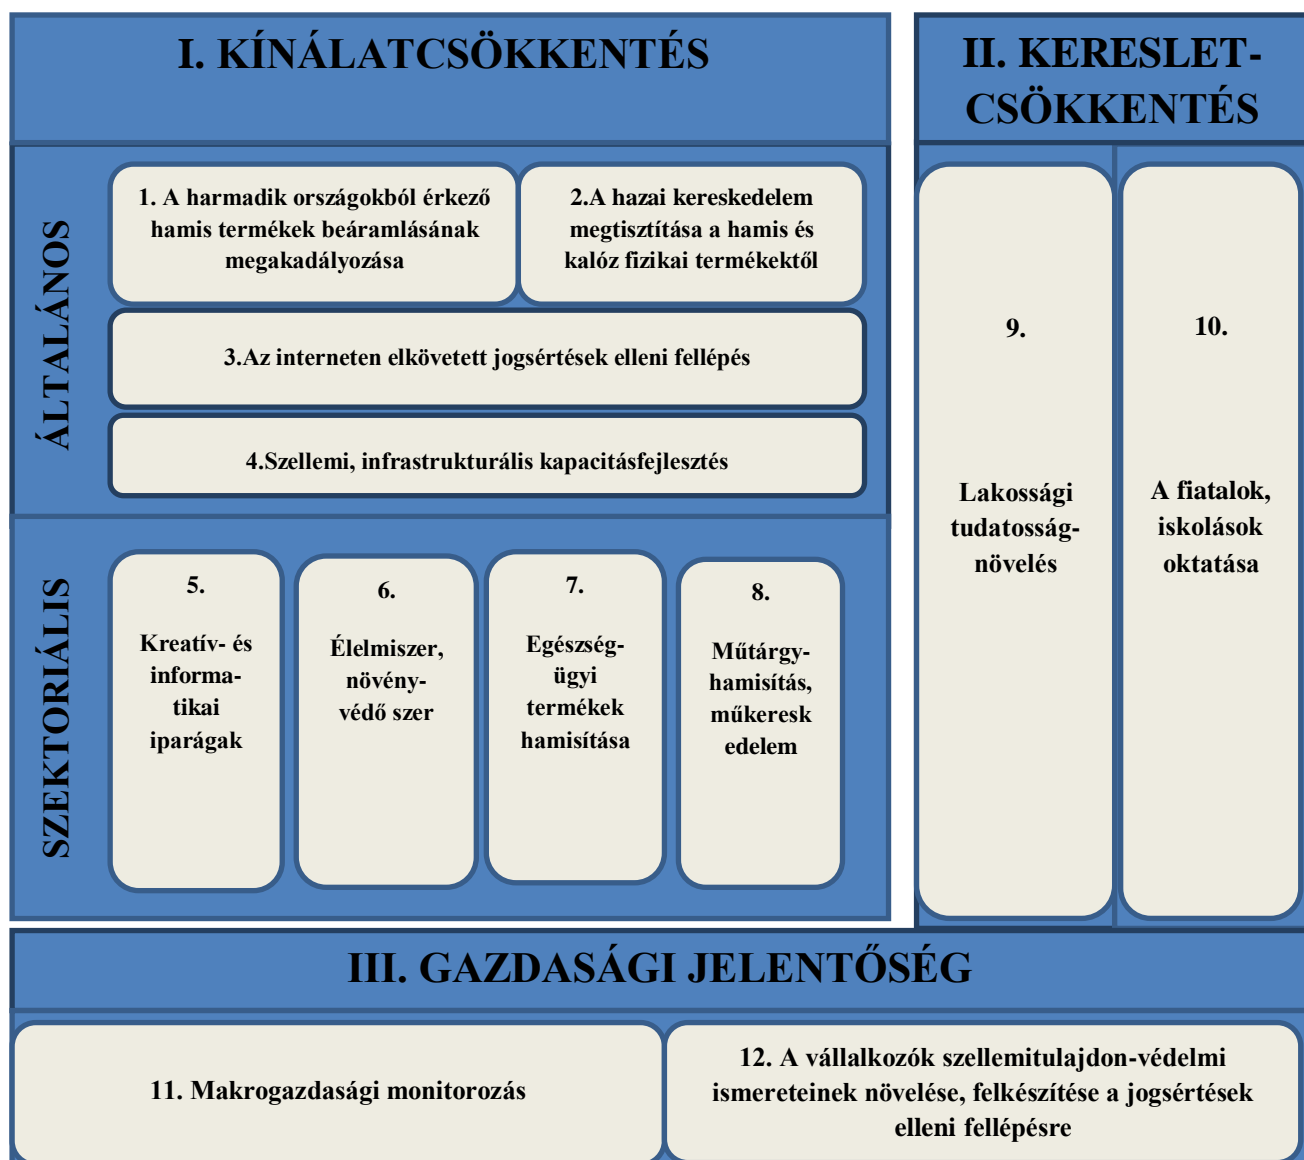 I. KÍNÁLATCSÖKKENTÉS
ÁLTALÁNOS
1. A harmadik országokból érkező
hamis termékek beáramlásának
megakadályozása
2.A hazai kereskedelem
megtisztítása a hamis és
kalóz fizikai termékektől
3.Az interneten elkövetett jogsértések elleni fellépés
4.Szellemi, infrastrukturális kapacitásfejlesztés
SZEKTORIÁLIS
5.
Kreatív- és
informa-
tikai
iparágak
6.
Élelmiszer,
növény-
védő szer
7.
Egészség-
ügyi
termékek
hamisítása
8.
Műtárgy-
hamisítás,
műkeresk
edelem
II. KERESLET-
CSÖKKENTÉS
9.
Lakossági
tudatosság-
növelés
10.
A fiatalok,
iskolások
oktatása
III. GAZDASÁGI JELENTŐSÉG
11. Makrogazdasági monitorozás
12. A vállalkozók szellemitulajdon-védelmi
ismereteinek növelése, felkészítése a jogsértések
elleni fellépésre